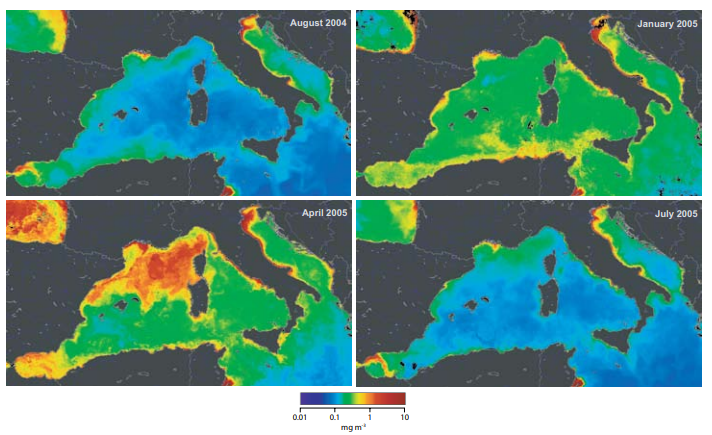 August 2004
January 2005
April 2005
July 2005
0.01 0.1 1 10
mg m⁻³